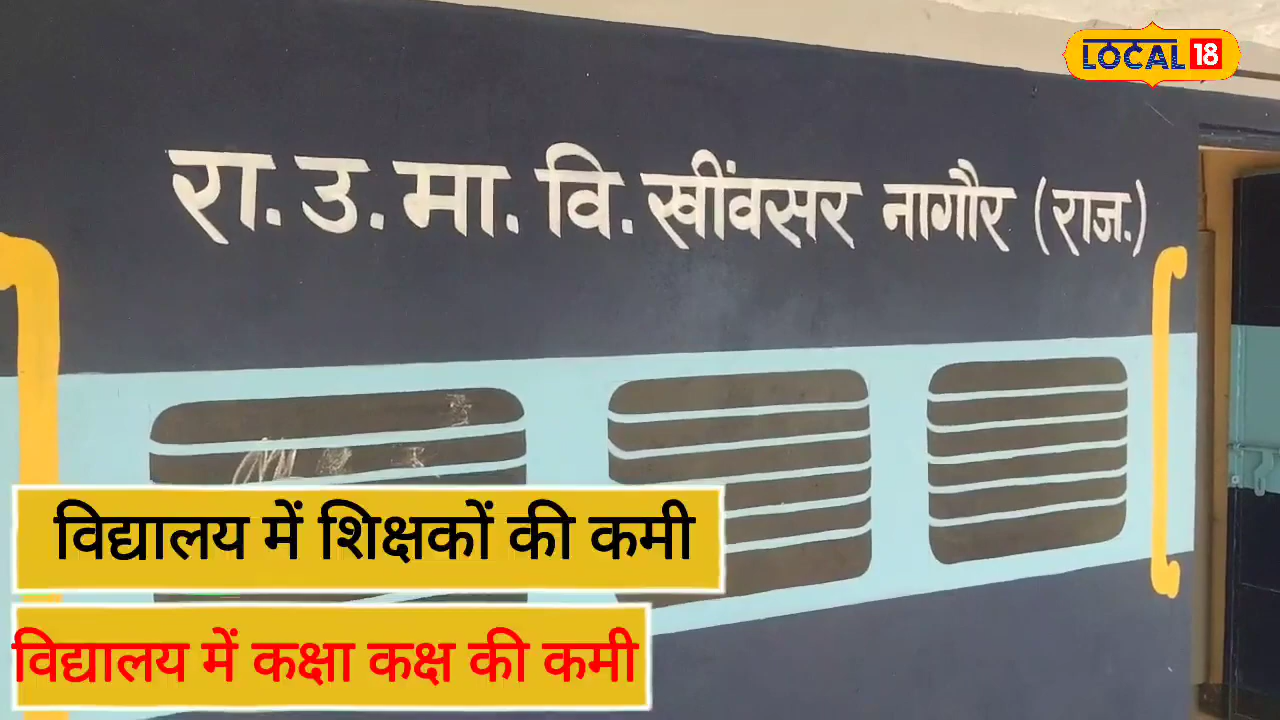 LOCAL 18
रा. उ. मा. वि. खींवसर नागौर (राज.)
विद्यालय में शिक्षकों की कमी
विद्यालय में कक्षा कक्ष की कमी